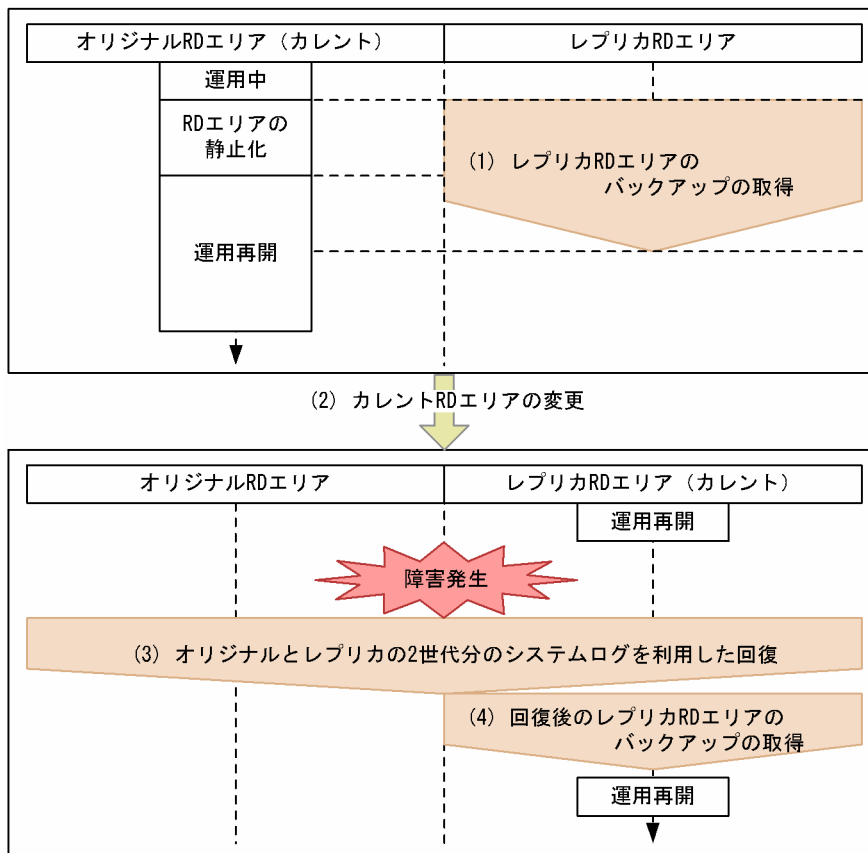 オリジナルRDエリア（カレント）
レプリカRDエリア
運用中
RDエリアの
静止化
(1) レプリカRDエリアの
バックアップの取得
運用再開
(2) カレントRDエリアの変更
オリジナルRDエリア
レプリカRDエリア（カレント）
運用再開
障害発生
(3) オリジナルとレプリカの2世代分のシステムログを利用した回復
(4) 回復後のレプリカRDエリアの
バックアップの取得
運用再開